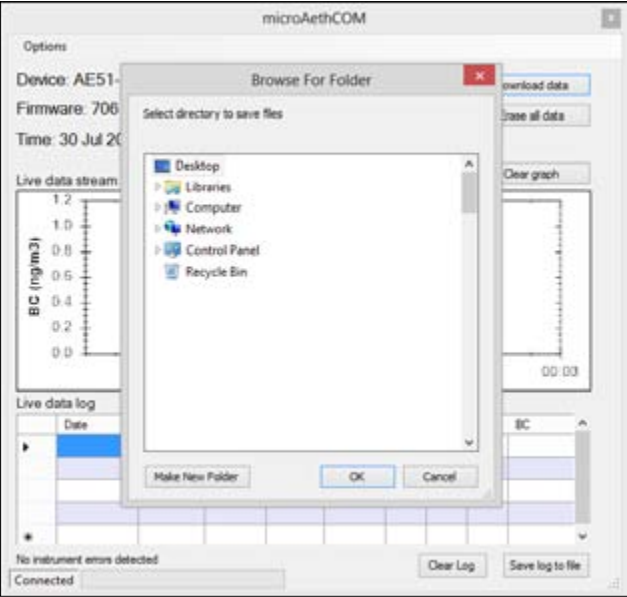 microAethCOM
Options
Device: AE51-
Firmware: 706
Time: 30 Jul 20
Download data
Erase all data
Clear graph
Live data stream
Browse For Folder
Select directory to save files
Desktop
Libraries
Computer
Network
Control Panel
Recycle Bin
Make New Folder
OK
Cancel
BC (ng/m3)
1.2
1.0
0.8
0.6
0.4
0.2
0.0
00:03
Live data log
Date
BC
No instrument errors detected
Clear Log
Save log to file
Connected